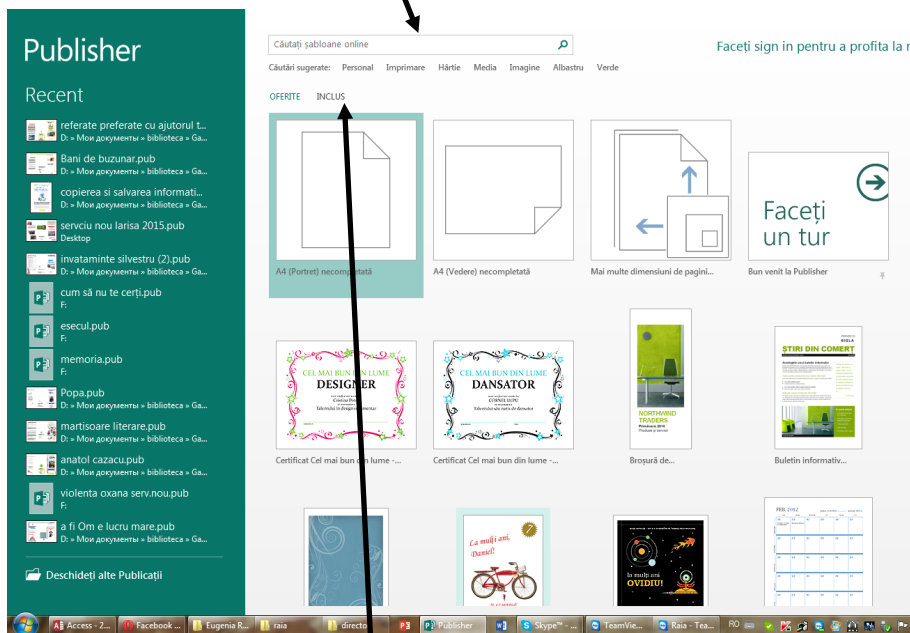 Publisher
Recent
referate preferate cu ajutorul t...
D: » Мои документы » biblioteca » Ga...
Bani de buzunar.pub
D: » Мои документы » biblioteca » Ga...
copierea si salvarea informati...
D: » Мои документы » biblioteca » Ga...
servciu nou larisa 2015.pub
Desktop
invataminte silvestru (2).pub
D: » Мои документы » biblioteca » Ga...
cum să nu te cerți.pub
F:
esecul.pub
F:
memoria.pub
F:
Popa.pub
D: » Мои документы » biblioteca » Ga...
martisoare literare.pub
D: » Мои документы » biblioteca » Ga...
anatol cazacu.pub
D: » Мои документы » biblioteca » Ga...
violenta oxana serv.nou.pub
F:
a fi Om e lucru mare.pub
D: » Мои документы » biblioteca » Ga...
Deschideți alte Publicații
Căutați șabloane online
Faceți sign in pentru a profita la
Căutări sugerate: Personal Imprimare Hârtie Media Imagine Albastru Verde
OFERITE INCLUS
Faceți
un tur
A4 (Portret) necompletată
A4 (Vedere) necompletată
Mai multe dimensiuni de pagini...
Bun venit la Publisher
CEL MAI BUN DIN LUME
DESIGNER
CEL MAI BUN DIN LUME
DANSATOR
CORNEL LUPU
NORTHWIND
TRADERS
SIGLA
ȘTIRI DIN COMERȚ
Certificat Cel mai bun din lume -...
Certificat Cel mai bun din lume -...
Broșură de...
Buletin informativ...
La mulți ani,
Daniel!
la mulți ani
OVIDIU!
FEB. 2012
Access - 2...
Facebook ...
Eugenia R...
raia
directo
Publisher
Skype™ - ...
TeamVie...
Raia - Tea...
RO